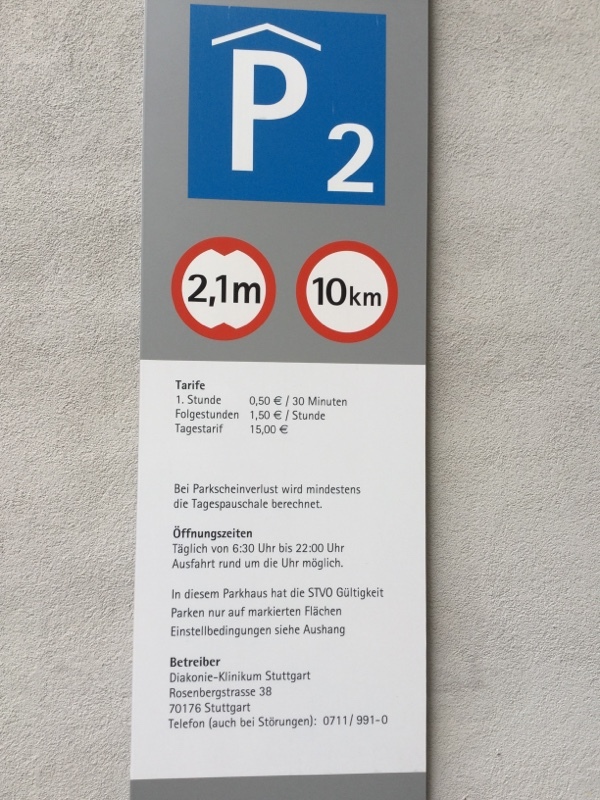 P 2
2,1m 10km
Tarife
1. Stunde 0,50 € / 30 Minuten
Folgestunden 1,50 € / Stunde
Tagestarif 15,00 €
Bei Parkscheinverlust wird mindestens
die Tagespauschale berechnet.
Öffnungszeiten
Täglich von 6:30 Uhr bis 22:00 Uhr
Ausfahrt rund um die Uhr möglich.
In diesem Parkhaus hat die STVO Gültigkeit
Parken nur auf markierten Flächen
Einstellbedingungen siehe Aushang
Betreiber
Diakonie-Klinikum Stuttgart
Rosenbergstrasse 38
70176 Stuttgart
Telefon (auch bei Störungen): 0711/ 991-0